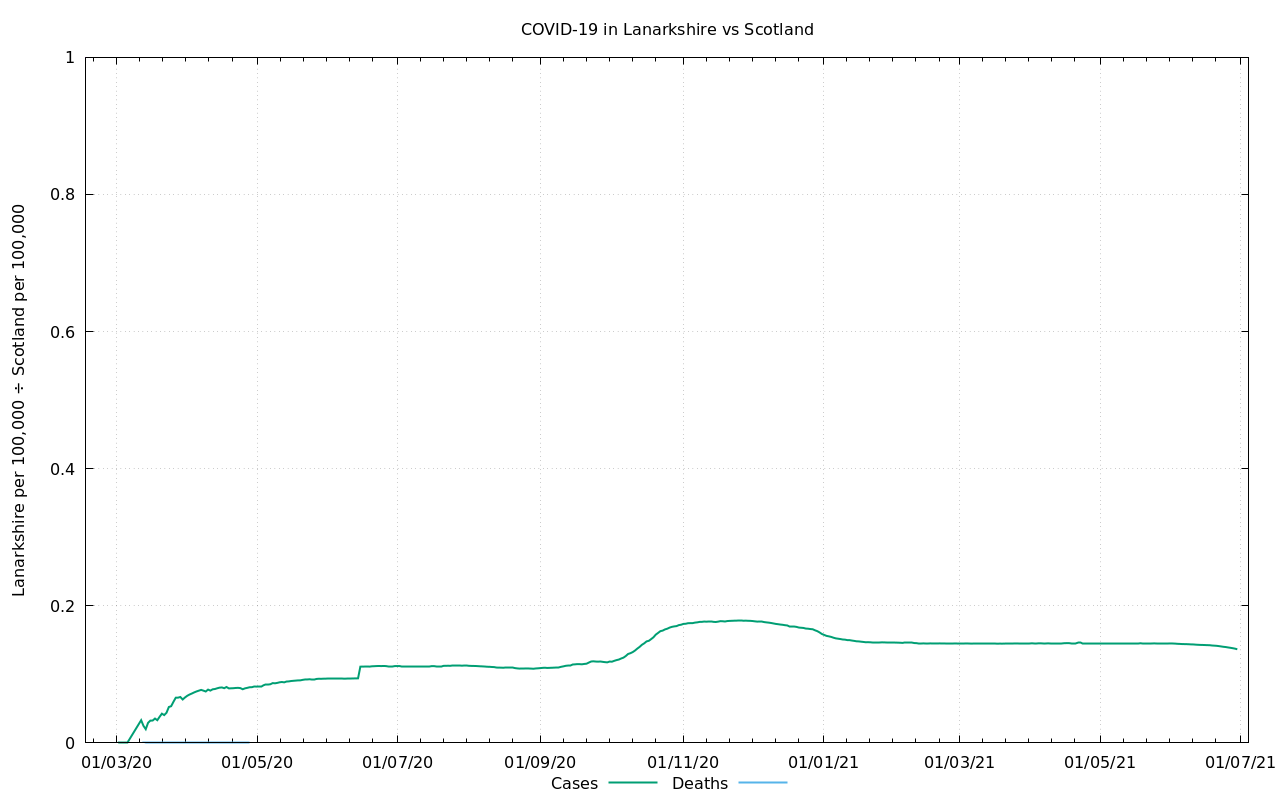 COVID-19 in Lanarkshire vs Scotland
Lanarkshire per 100,000 ÷ Scotland per 100,000
1
0.8
0.6
0.4
0.2
0
01/03/20 01/05/20 01/07/20 01/09/20 01/11/20 01/01/21 01/03/21 01/05/21 01/07/21
Cases Deaths